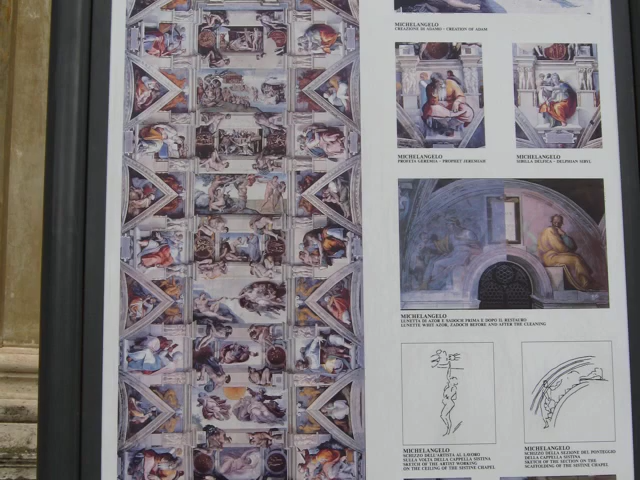 MICHELANGELO
CREAZIONE DI ADAMO - CREATION OF ADAM
MICHELANGELO
PROFETA GEREMIA - PROPHET JEREMIAH
MICHELANGELO
SIBILLA DELFICA - DELPHIAN SIBYL
MICHELANGELO
LUNETTA DI AZOR E SADOCH PRIMA E DOPO IL RESTAURO
LUNETTE WHIT AZOR, ZADOCH BEFORE AND AFTER THE CLEANING
MICHELANGELO
SCHIZZO DELL'ARTISTA AL LAVORO
SULLA VOLTA DELLA CAPPELLA SISTINA
SKETCH OF THE ARTIST WORKING
ON THE CEILING OF THE SISTINE CHAPEL
MICHELANGELO
SCHIZZO DELLA SEZIONE DEL PONTEGGIO
DELLA CAPPELLA SISTINA
SKETCH OF THE SECTION ON THE
SCAFFOLDING OF THE SISTINE CHAPEL